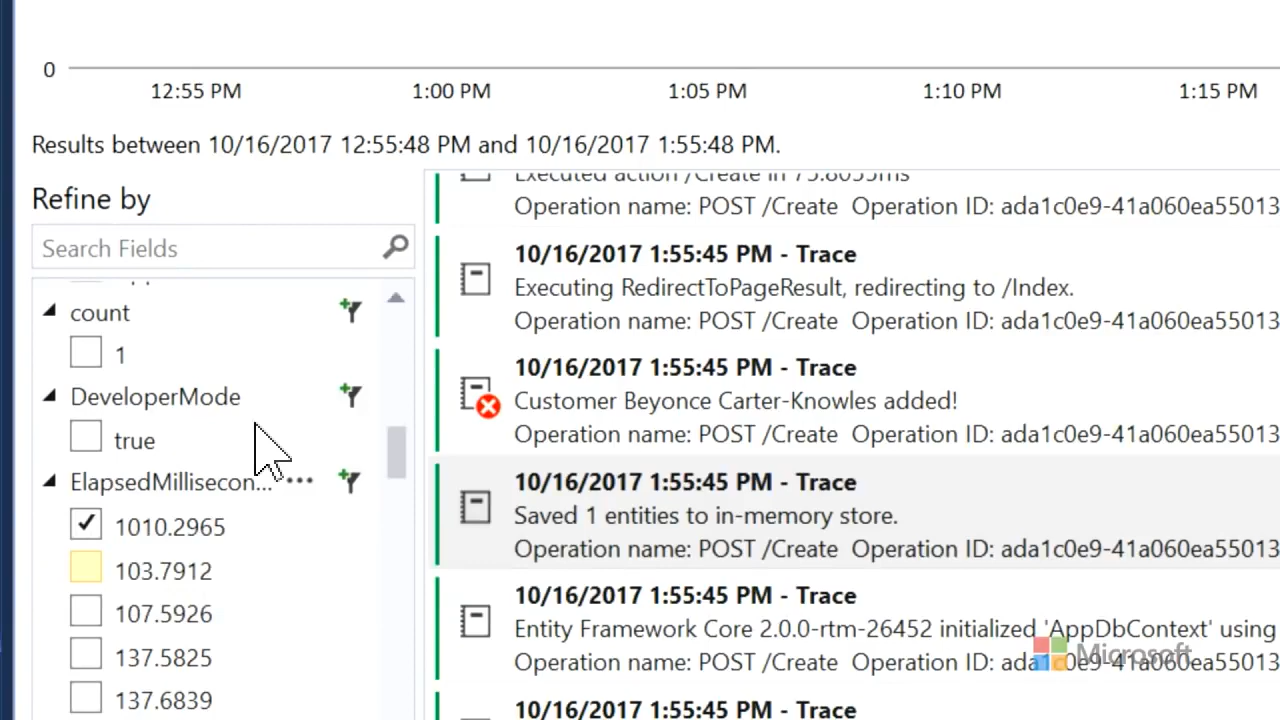 0
12:55 PM 1:00 PM 1:05 PM 1:10 PM 1:15 PM
Results between 10/16/2017 12:55:48 PM and 10/16/2017 1:55:48 PM.
Refine by
Search Fields
count
1
DeveloperMode
true
ElapsedMillisecon...
1010.2965
103.7912
107.5926
137.5825
137.6839
Executed action /Create in 75.8055ms
Operation name: POST /Create Operation ID: ada1c0e9-41a060ea55013
10/16/2017 1:55:45 PM - Trace
Executing RedirectToPageResult, redirecting to /Index.
Operation name: POST /Create Operation ID: ada1c0e9-41a060ea55013
10/16/2017 1:55:45 PM - Trace
Customer Beyonce Carter-Knowles added!
Operation name: POST /Create Operation ID: ada1c0e9-41a060ea55013
10/16/2017 1:55:45 PM - Trace
Saved 1 entities to in-memory store.
Operation name: POST /Create Operation ID: ada1c0e9-41a060ea55013
10/16/2017 1:55:45 PM - Trace
Entity Framework Core 2.0.0-rtm-26452 initialized 'AppDbContext' using
Operation name: POST /Create Operation ID: ada1c0e9-41a060ea55013
10/16/2017 1:55:45 PM - Trace
Microsoft